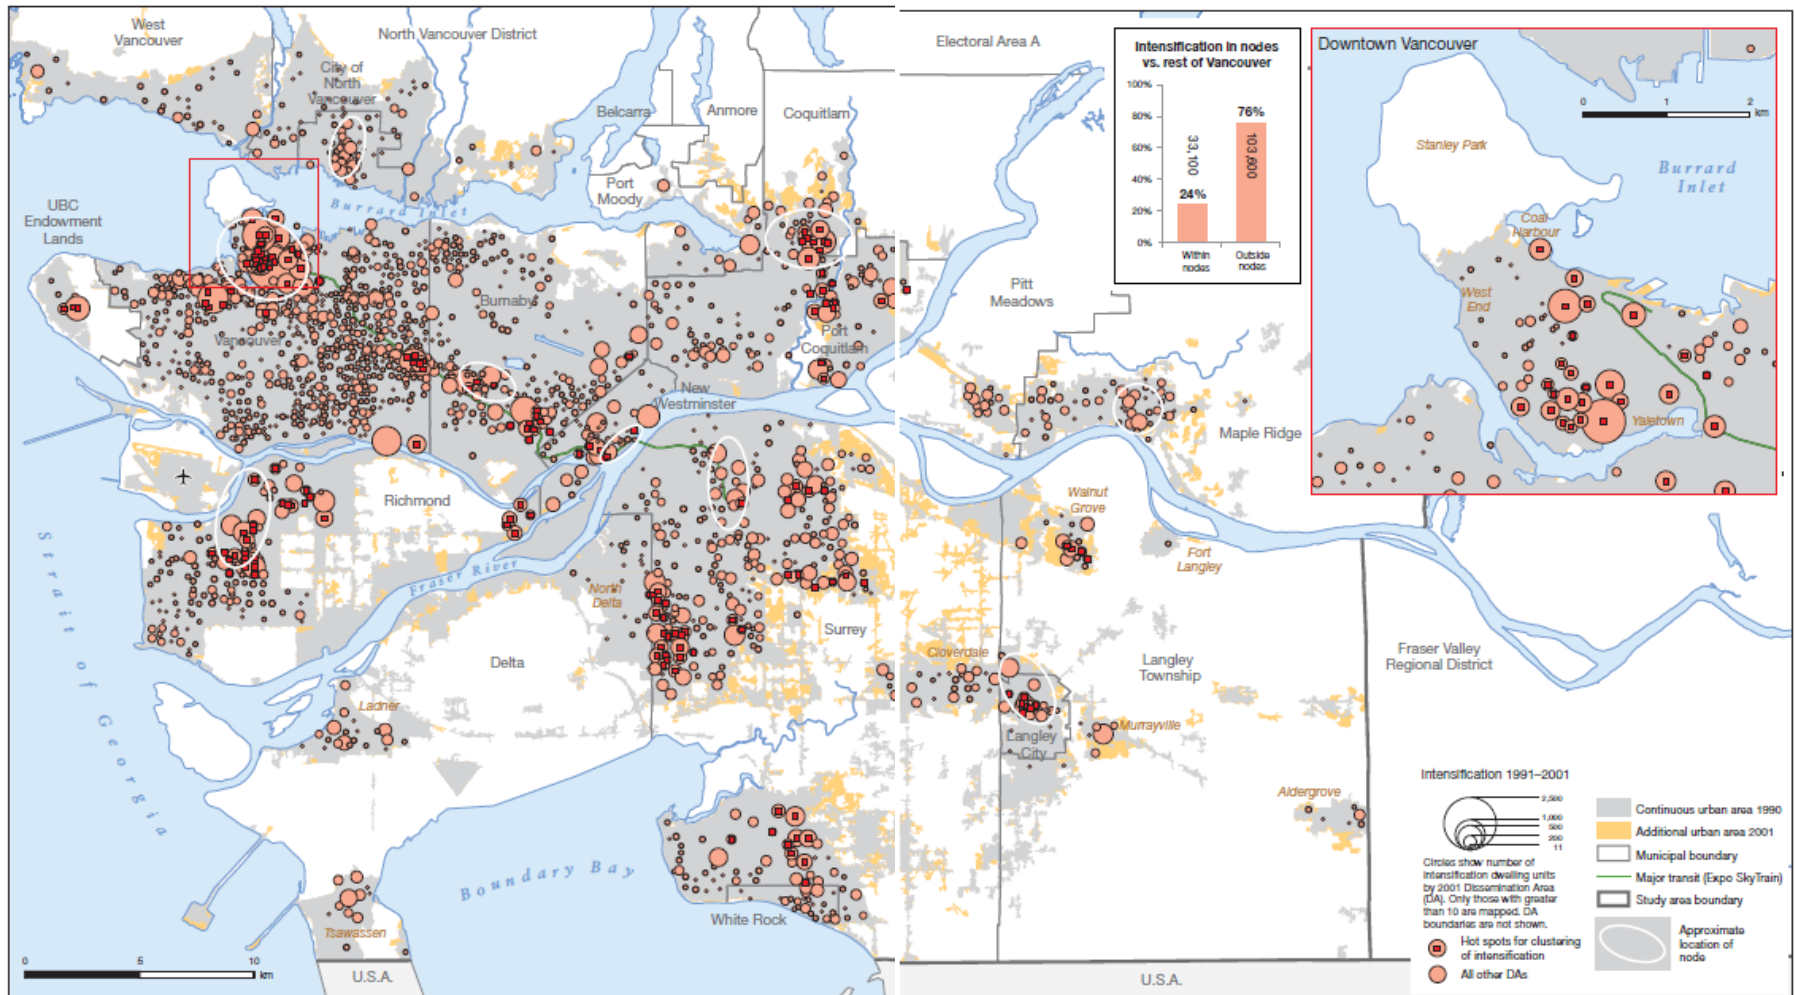 West
Vancouver
North Vancouver District
City of
North
Vancouver
Belcarra
Anmore
Coquitlam
Port
Moody
UBC
Endowment
Lands
Burrard Inlet
Burnaby
Vancouver
Port
Coquitlam
New
Westminster
Richmond
Fraser River
North
Delta
Surrey
Delta
Ladner
Strait of Georgia
Boundary Bay
White Rock
Tsawassen
U.S.A.
0 5 10
km
Electoral Area A
Pitt
Meadows
Maple Ridge
Walnut
Grove
Fort
Langley
Cloverdale
Langley
Township
Langley
City
Murrayville
Aldergrove
Fraser Valley
Regional District
U.S.A.
Intensification in nodes
vs. rest of Vancouver
100%
80%
60%
40%
20%
0%
33,100
24%
76%
103,600
Within
nodes
Outside
nodes
Downtown Vancouver
0 1 2
km
Stanley Park
Burrard
Inlet
Coal
Harbour
West
End
Yaletown
Intensification 1991–2001
2,500
1,000
500
200
11
Circles show number of
intensification dwelling units
by 2001 Dissemination Area
(DA). Only those with greater
than 10 are mapped. DA
boundaries are not shown.
Hot spots for clustering
of intensification
All other DAs
Continuous urban area 1990
Additional urban area 2001
Municipal boundary
Major transit (Expo SkyTrain)
Study area boundary
Approximate
location of
node